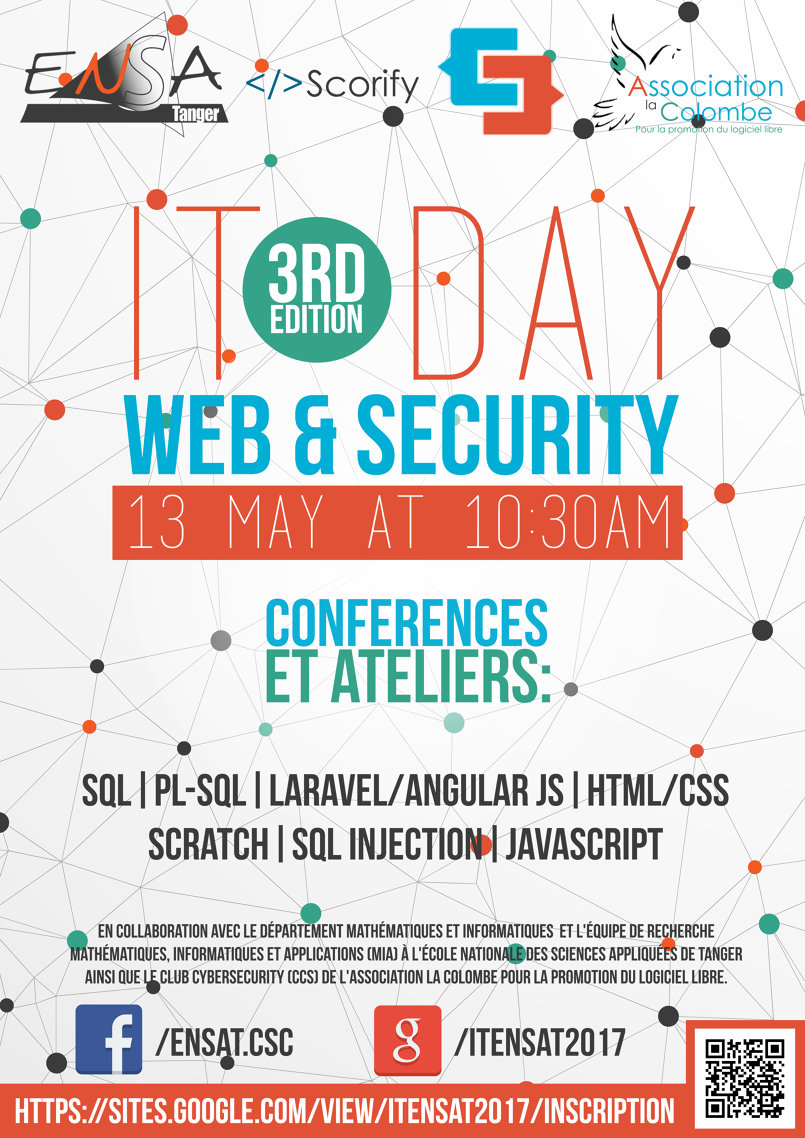 ENSA
Tanger
</>Scorify
Association
la
Colombe
Pour la promotion du logiciel libre
IT DAY
3RD
EDITION
WEB & SECURITY
13 MAY AT 10:30AM
CONFERENCES
ET ATELIERS:
SQL | PL-SQL | LARAVEL/ANGULAR JS | HTML/CSS
SCRATCH | SQL INJECTION | JAVASCRIPT
EN COLLABORATION AVEC LE DÉPARTEMENT MATHÉMATIQUES ET INFORMATIQUES ET L'ÉQUIPE DE RECHERCHE
MATHÉMATIQUES, INFORMATIQUES ET APPLICATIONS (MIA) À L'ÉCOLE NATIONALE DES SCIENCES APPLIQUÉES DE TANGER
AINSI QUE LE CLUB CYBERSECURITY (CCS) DE L'ASSOCIATION LA COLOMBE POUR LA PROMOTION DU LOGICIEL LIBRE.
f /ENSAT.CSC
g /ITENSAT2017
HTTPS://SITES.GOOGLE.COM/VIEW/ITENSAT2017/INSCRIPTION